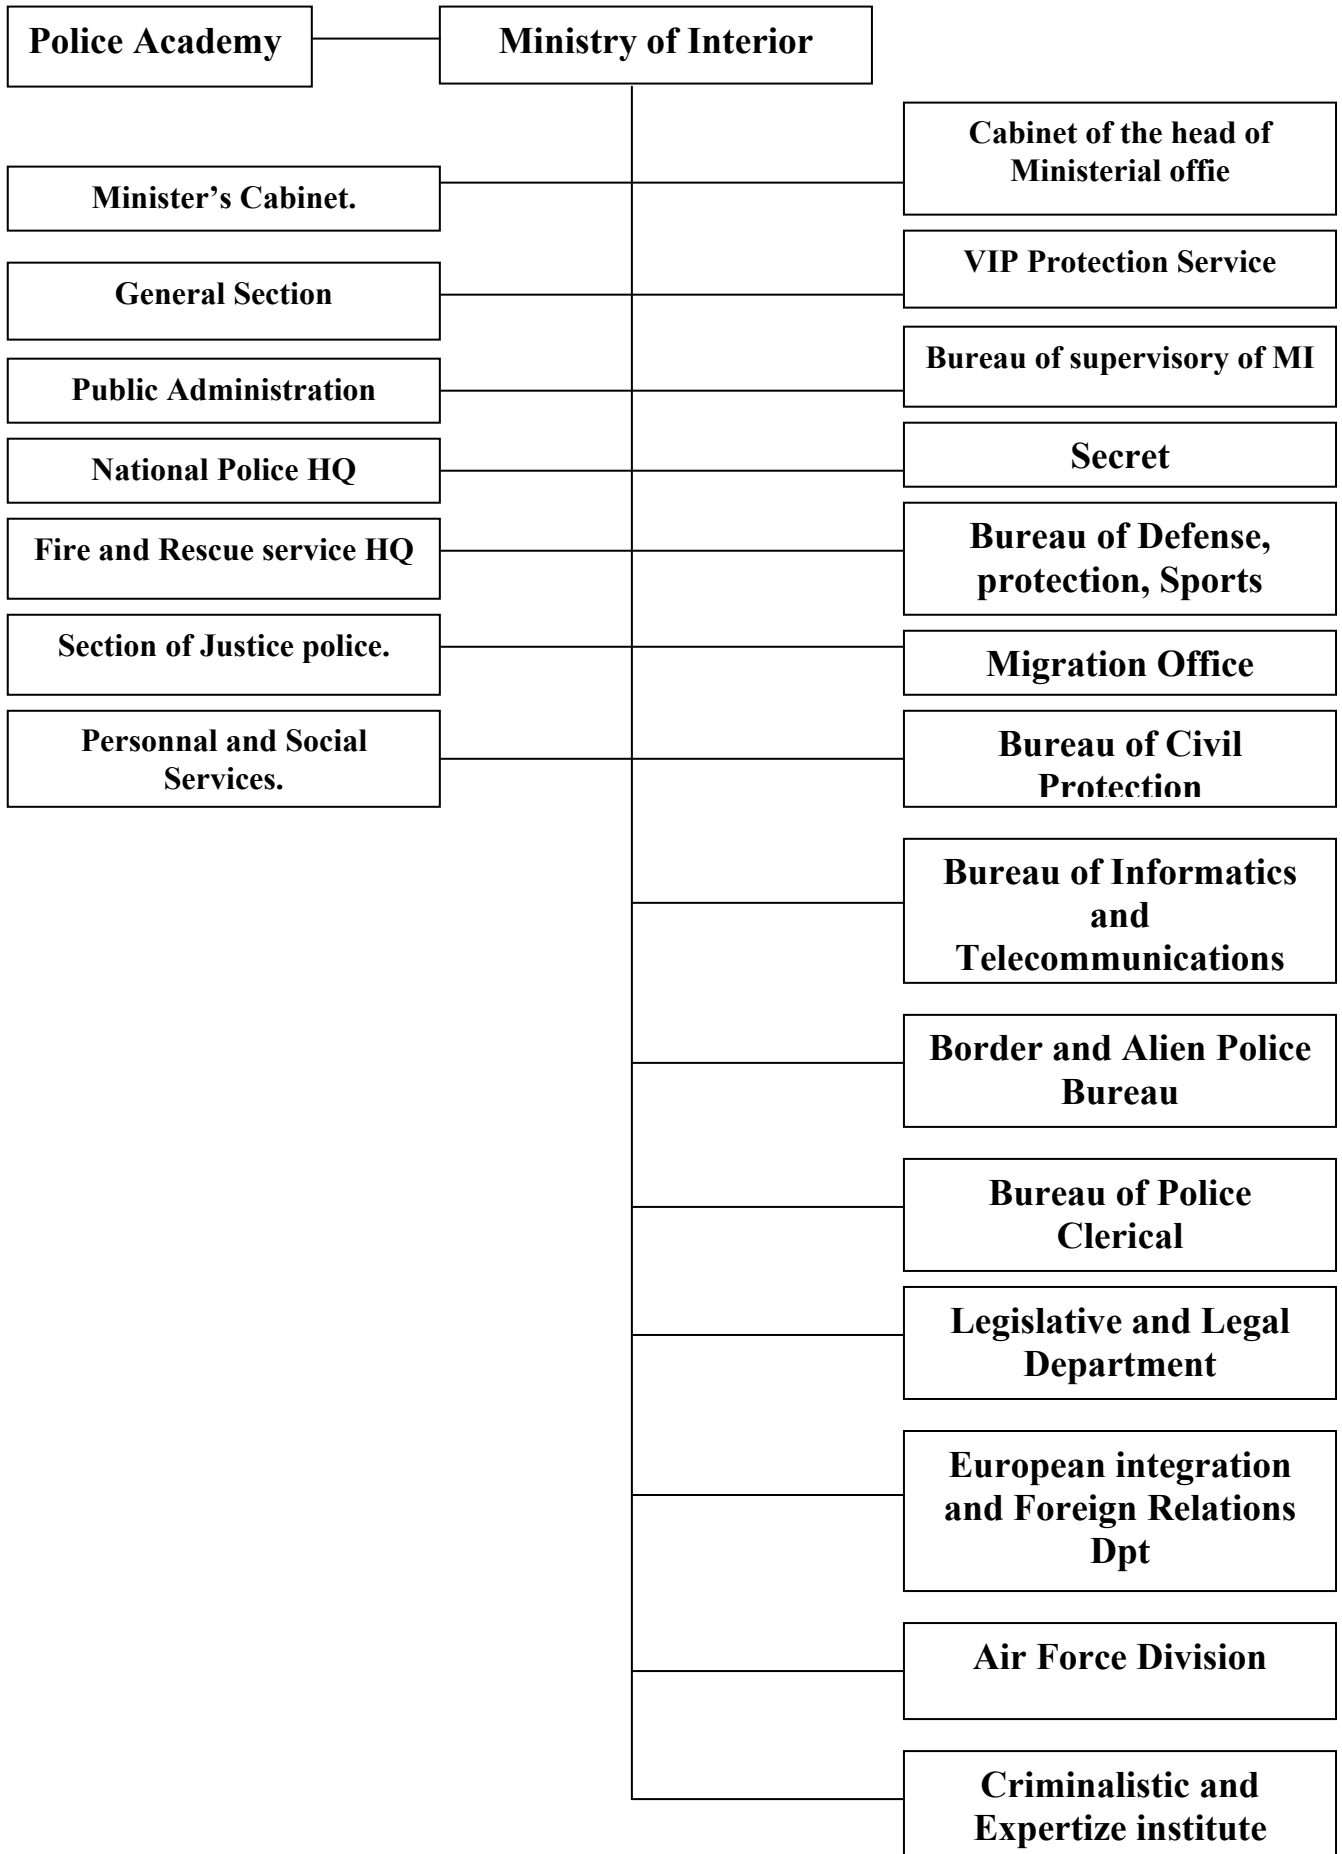 Police Academy
Ministry of Interior
Cabinet of the head of
Ministerial offie
Minister’s Cabinet.
VIP Protection Service
General Section
Bureau of supervisory of MI
Public Administration
Secret
National Police HQ
Bureau of Defense,
protection, Sports
Fire and Rescue service HQ
Section of Justice police.
Migration Office
Personnal and Social
Services.
Bureau of Civil
Protection
Bureau of Informatics
and
Telecommunications
Border and Alien Police
Bureau
Bureau of Police
Clerical
Legislative and Legal
Department
European integration
and Foreign Relations
Dpt
Air Force Division
Criminalistic and
Expertize institute